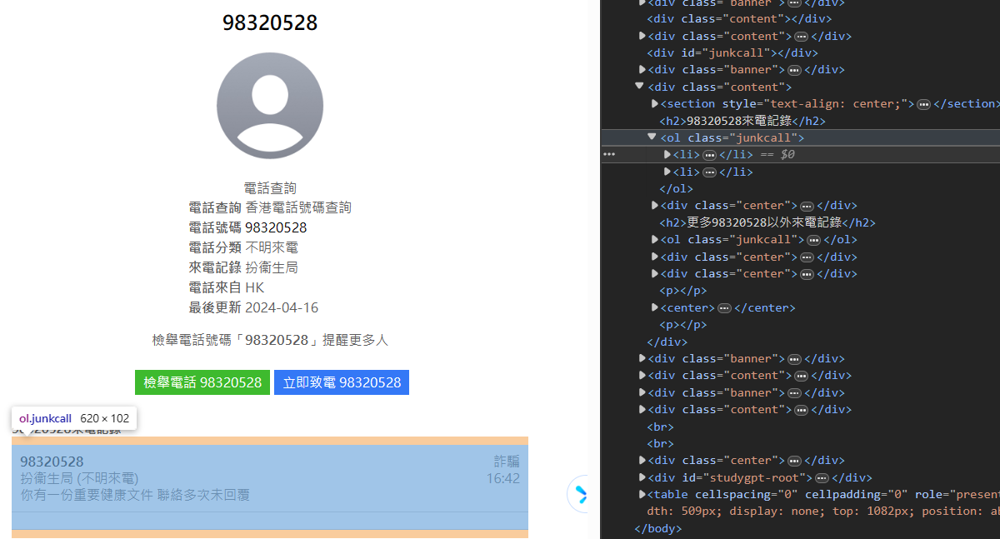 98320528
電話查詢
電話查詢 香港電話號碼查詢
電話號碼 98320528
電話分類 不明來電
來電記錄 扮衞生局
電話來自 HK
最後更新 2024-04-16
檢舉電話號碼「98320528」提醒更多人
檢舉電話 98320528
立即致電 98320528
ol.junkcall 620 × 102
98320528來電記錄
98320528 詐騙
扮衞生局 (不明來電) 16:42
你有一份重要健康文件 聯絡多次未回覆
▶<div class="banner">…</div>
<div class="content"></div>
▶<div class="content">…</div>
<div id="junkcall"></div>
▶<div class="banner">…</div>
▼<div class="content">
▶<section style="text-align: center;">…</section>
<h2>98320528來電記錄</h2>
▼<ol class="junkcall">
… ▶<li>…</li> == $0
▶<li>…</li>
</ol>
▶<div class="center">…</div>
<h2>更多98320528以外來電記錄</h2>
▶<ol class="junkcall">…</ol>
▶<div class="center">…</div>
▶<div class="center">…</div>
<p></p>
▶<center>…</center>
<p></p>
</div>
▶<div class="banner">…</div>
▶<div class="content">…</div>
▶<div class="banner">…</div>
▶<div class="content">…</div>
<br>
<br>
▶<div class="center">…</div>
▶<div id="studygpt-root">…</div>
▶<table cellspacing="0" cellpadding="0" role="present
dth: 509px; display: none; top: 1082px; position: ab
</body>